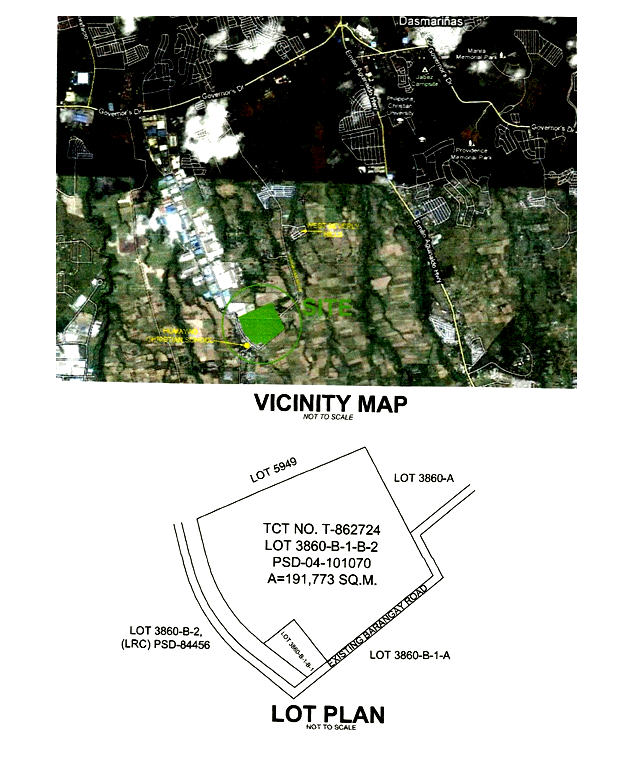 Dasmariñas
Governor's Dr
Manila
Memorial Park
Jabez
Campsite
Emilio Aguinaldo Hwy
Philippine
Christian
University
Governor's Dr
Governor's Dr
Governor's Dr
Providence
Memorial Park
Emilio Aguinaldo Hwy
SITE
CHRISTIAN SCHOOL
VICINITY MAP
NOT TO SCALE
LOT 5949
LOT 3860-A
TCT NO. T-862724
LOT 3860-B-1-B-2
PSD-04-101070
A=191,773 SQ.M.
EXISTING BARANGAY ROAD
LOT 3860-B-1-B-1
LOT 3860-B-2,
(LRC) PSD-84456
LOT 3860-B-1-A
LOT PLAN
NOT TO SCALE